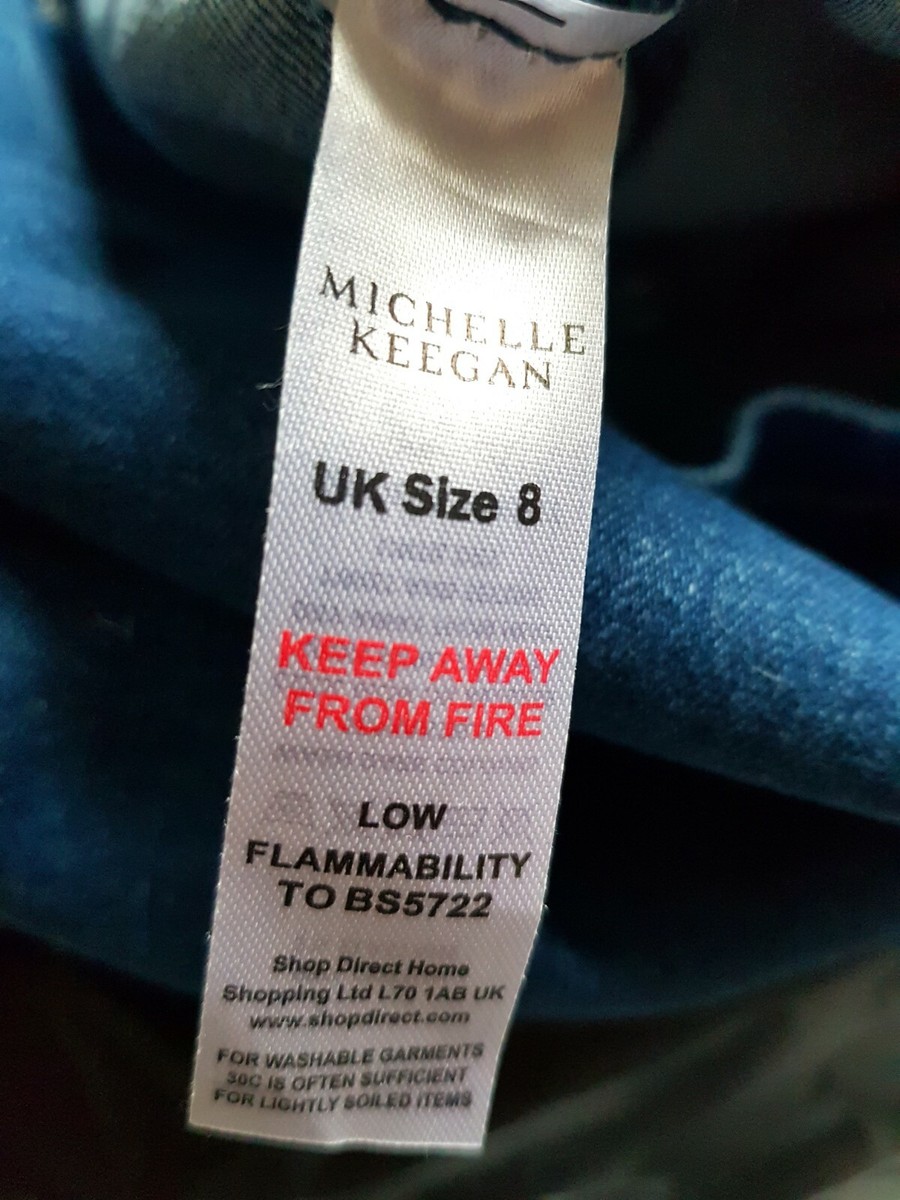 MICHELLE
KEEGAN
UK Size 8
KEEP AWAY
FROM FIRE
LOW
FLAMMABILITY
TO BS5722
Shop Direct Home
Shopping Ltd L70 1AB UK
www.shopdirect.com
FOR WASHABLE GARMENTS
30C IS OFTEN SUFFICIENT
FOR LIGHTLY SOILED ITEMS